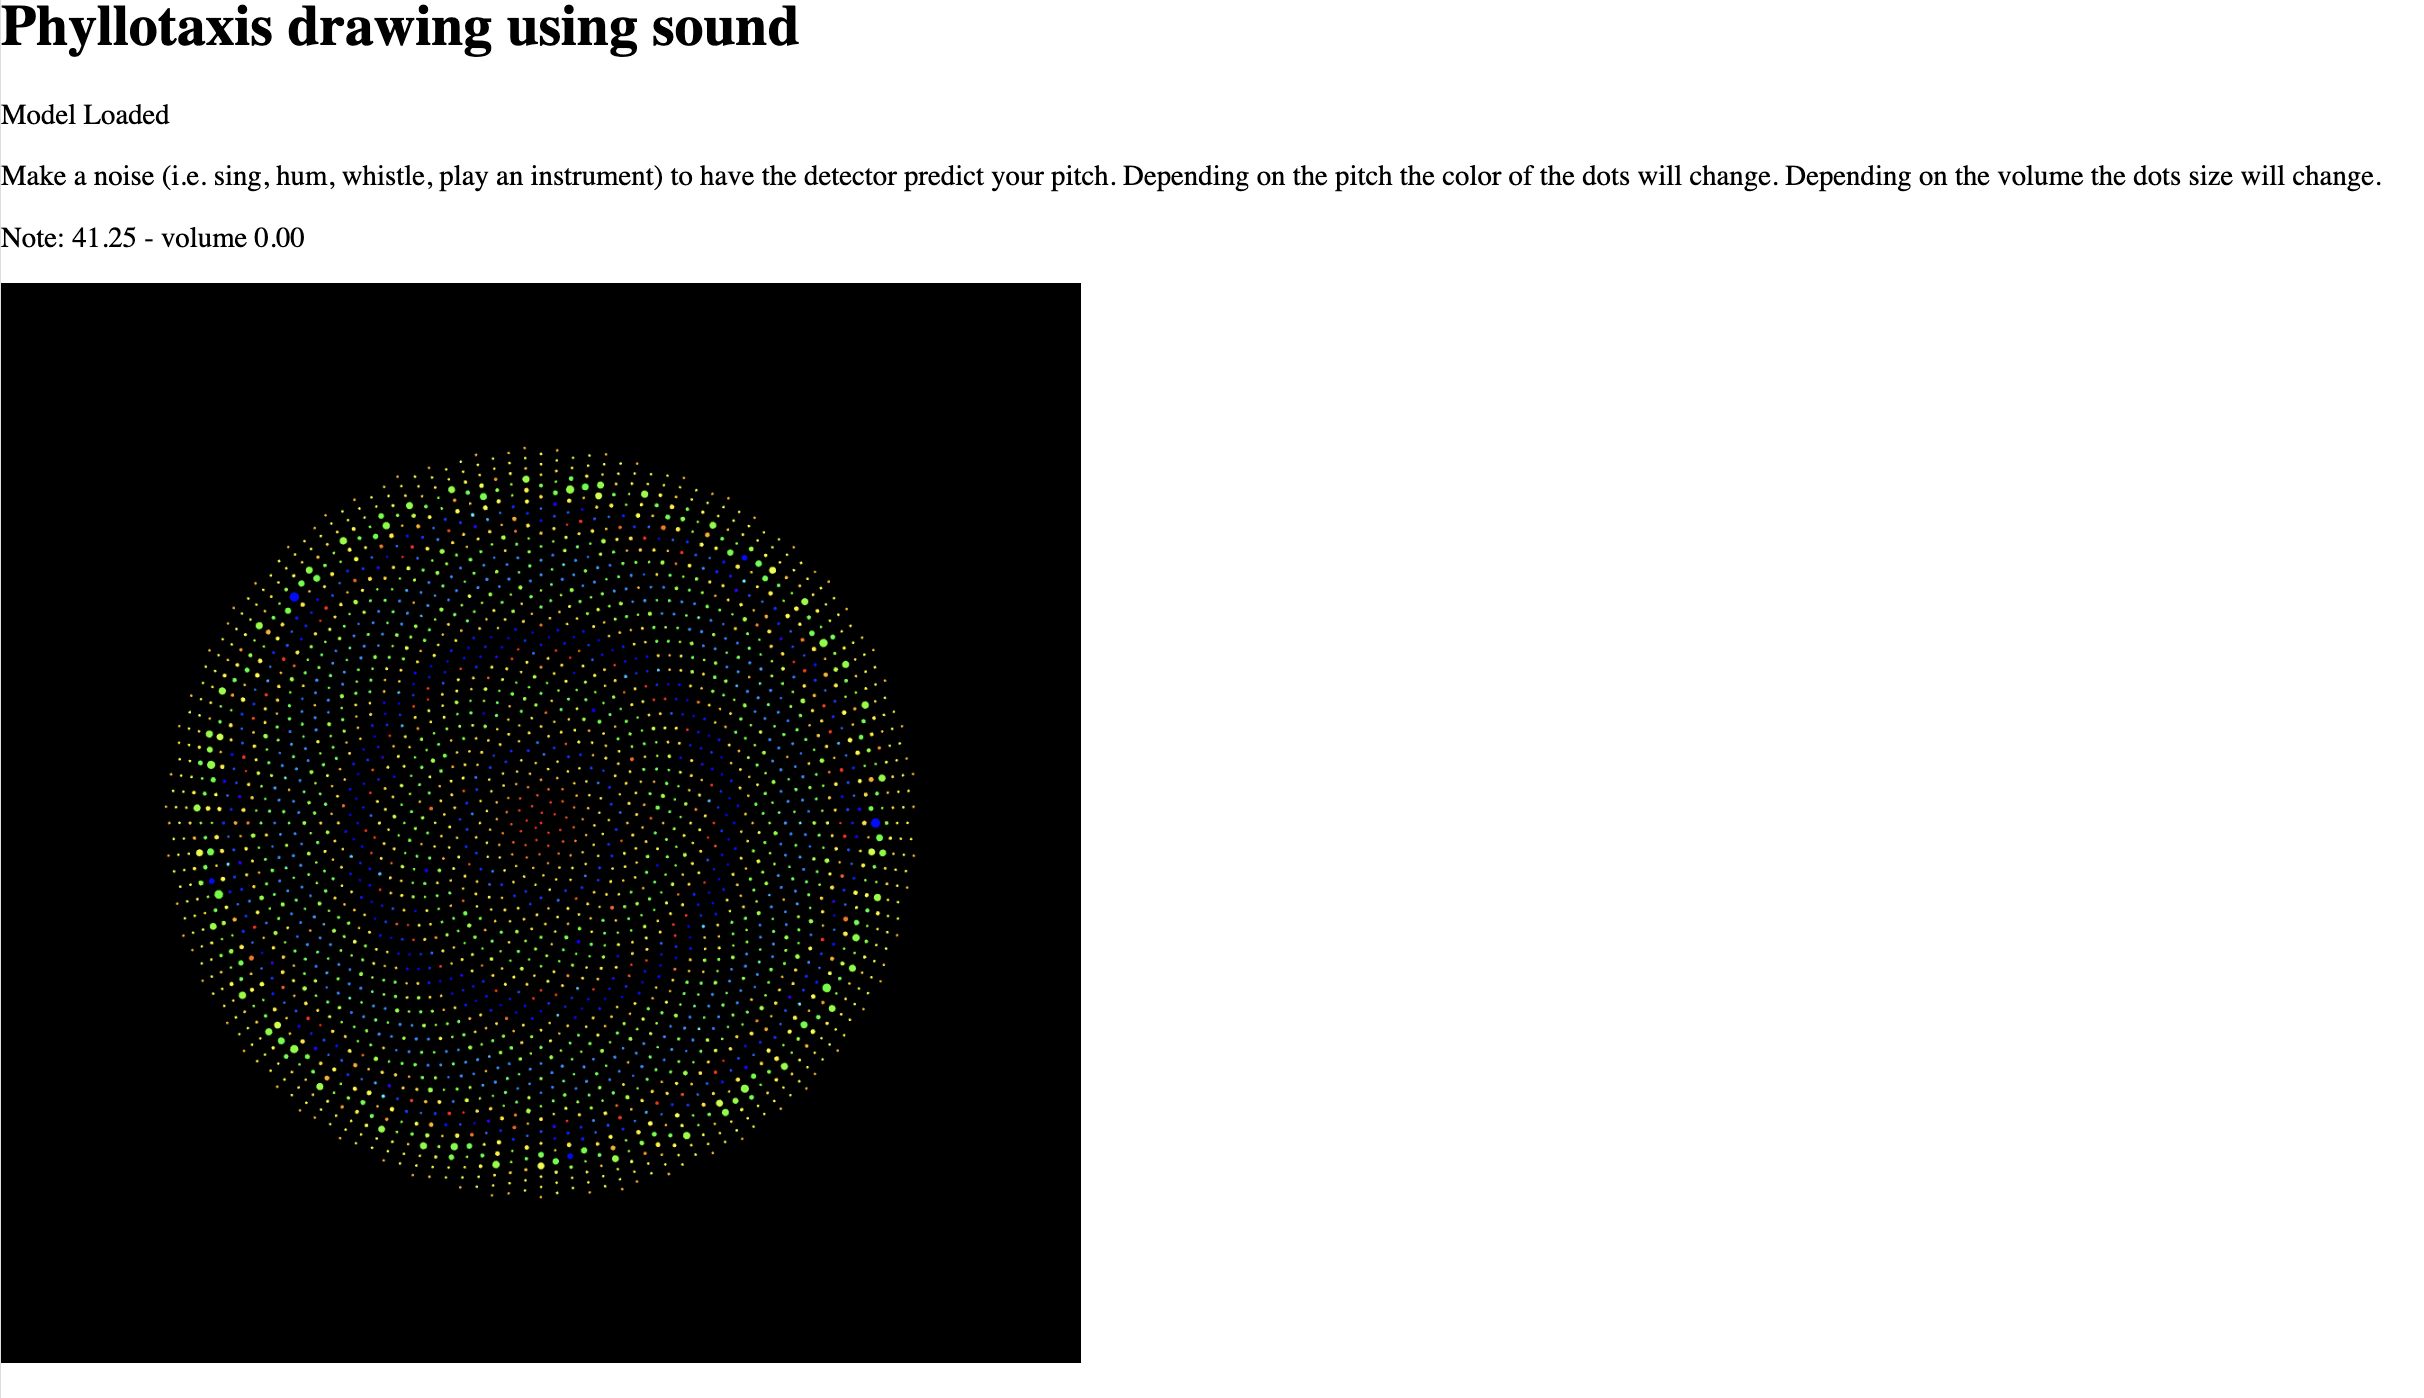 Phyllotaxis drawing using sound
Model Loaded
Make a noise (i.e. sing, hum, whistle, play an instrument) to have the detector predict your pitch. Depending on the pitch the color of the dots will change. Depending on the volume the dots size will change.
Note: 41.25 - volume 0.00